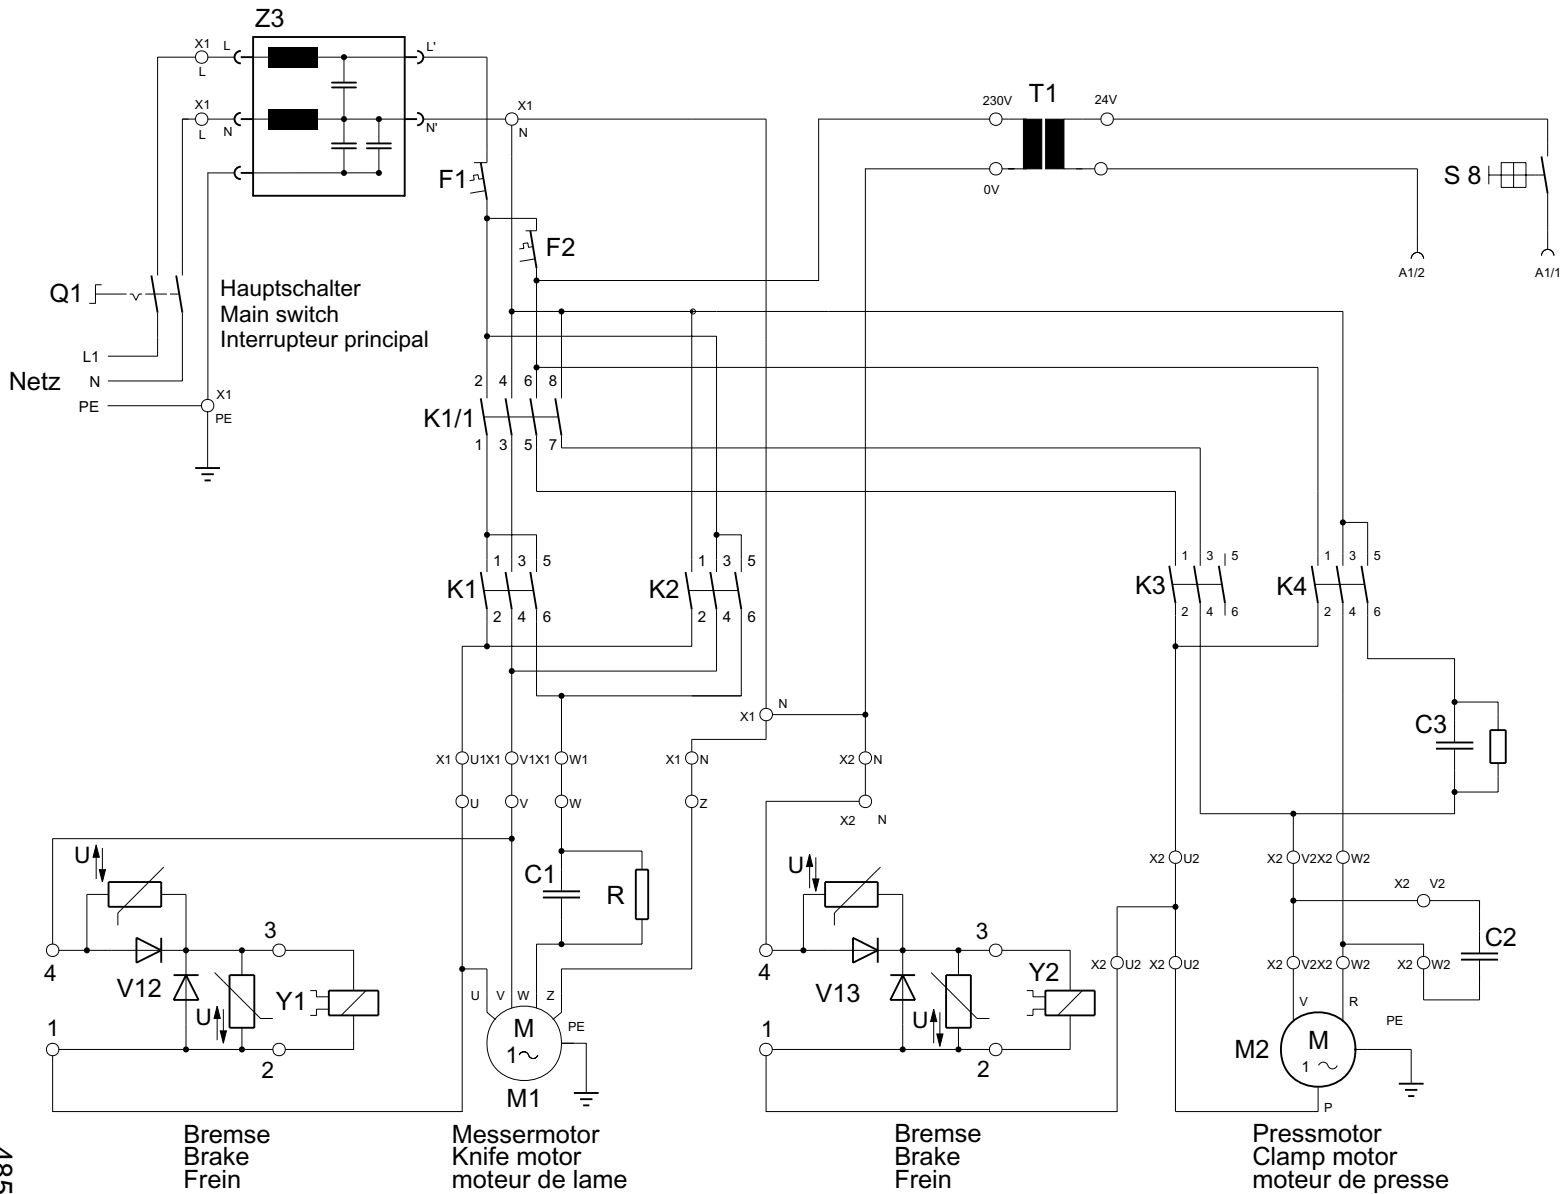 Z3
X1 L L'
L
X1
L N N'
X1
N
230V T1 24V
0V
S 8
F1
F2
A1/2 A1/1
Q1
Hauptschalter
Main switch
Interrupteur principal
L1
Netz N
PE
X1
PE
2 4 6 8
K1/1
1 3 5 7
1 3 5
K1
2 4 6
1 3 5
K2
2 4 6
1 3 5
K3
2 4 6
1 3 5
K4
2 4 6
X1 N
X1 U1 X1 V1 X1 W1 X1 N X2 N
U V W Z
X2 N
C3
X2 U2 X2 V2 X2 W2
X2 V2
C2
X2 U2 X2 U2 X2 V2 X2 W2 X2 W2
U
C1 R
4 3
V12 Y1
U
1 2
U V W Z
M
1~
PE
M1
U
4 3
V13 Y2
U
1 2
V R
PE
M2 M
1 ~
P
Bremse
Brake
Frein
Messermotor
Knife motor
moteur de lame
Bremse
Brake
Frein
Pressmotor
Clamp motor
moteur de presse